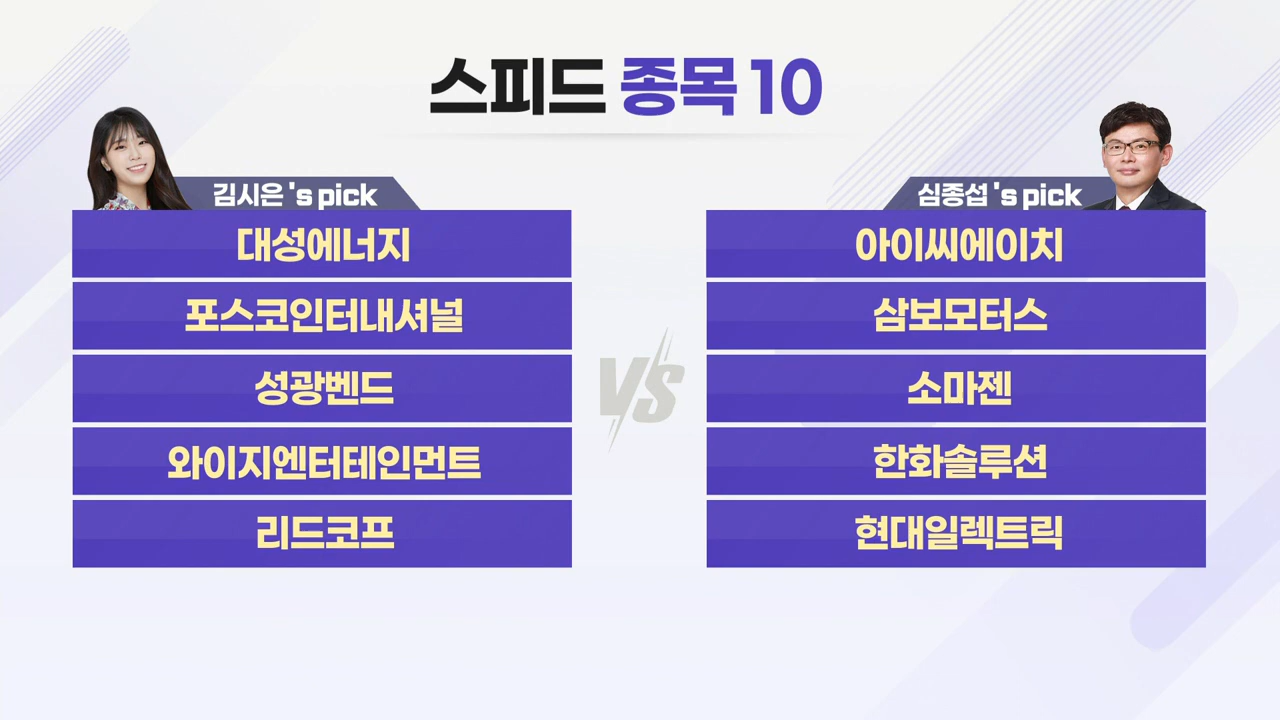 스피드 종목 10
김시은 's pick
대성에너지
포스코인터내셔널
성광벤드
와이지엔터테인먼트
리드코프
VS
심종섭 's pick
아이씨에이치
삼보모터스
소마젠
한화솔루션
현대일렉트릭